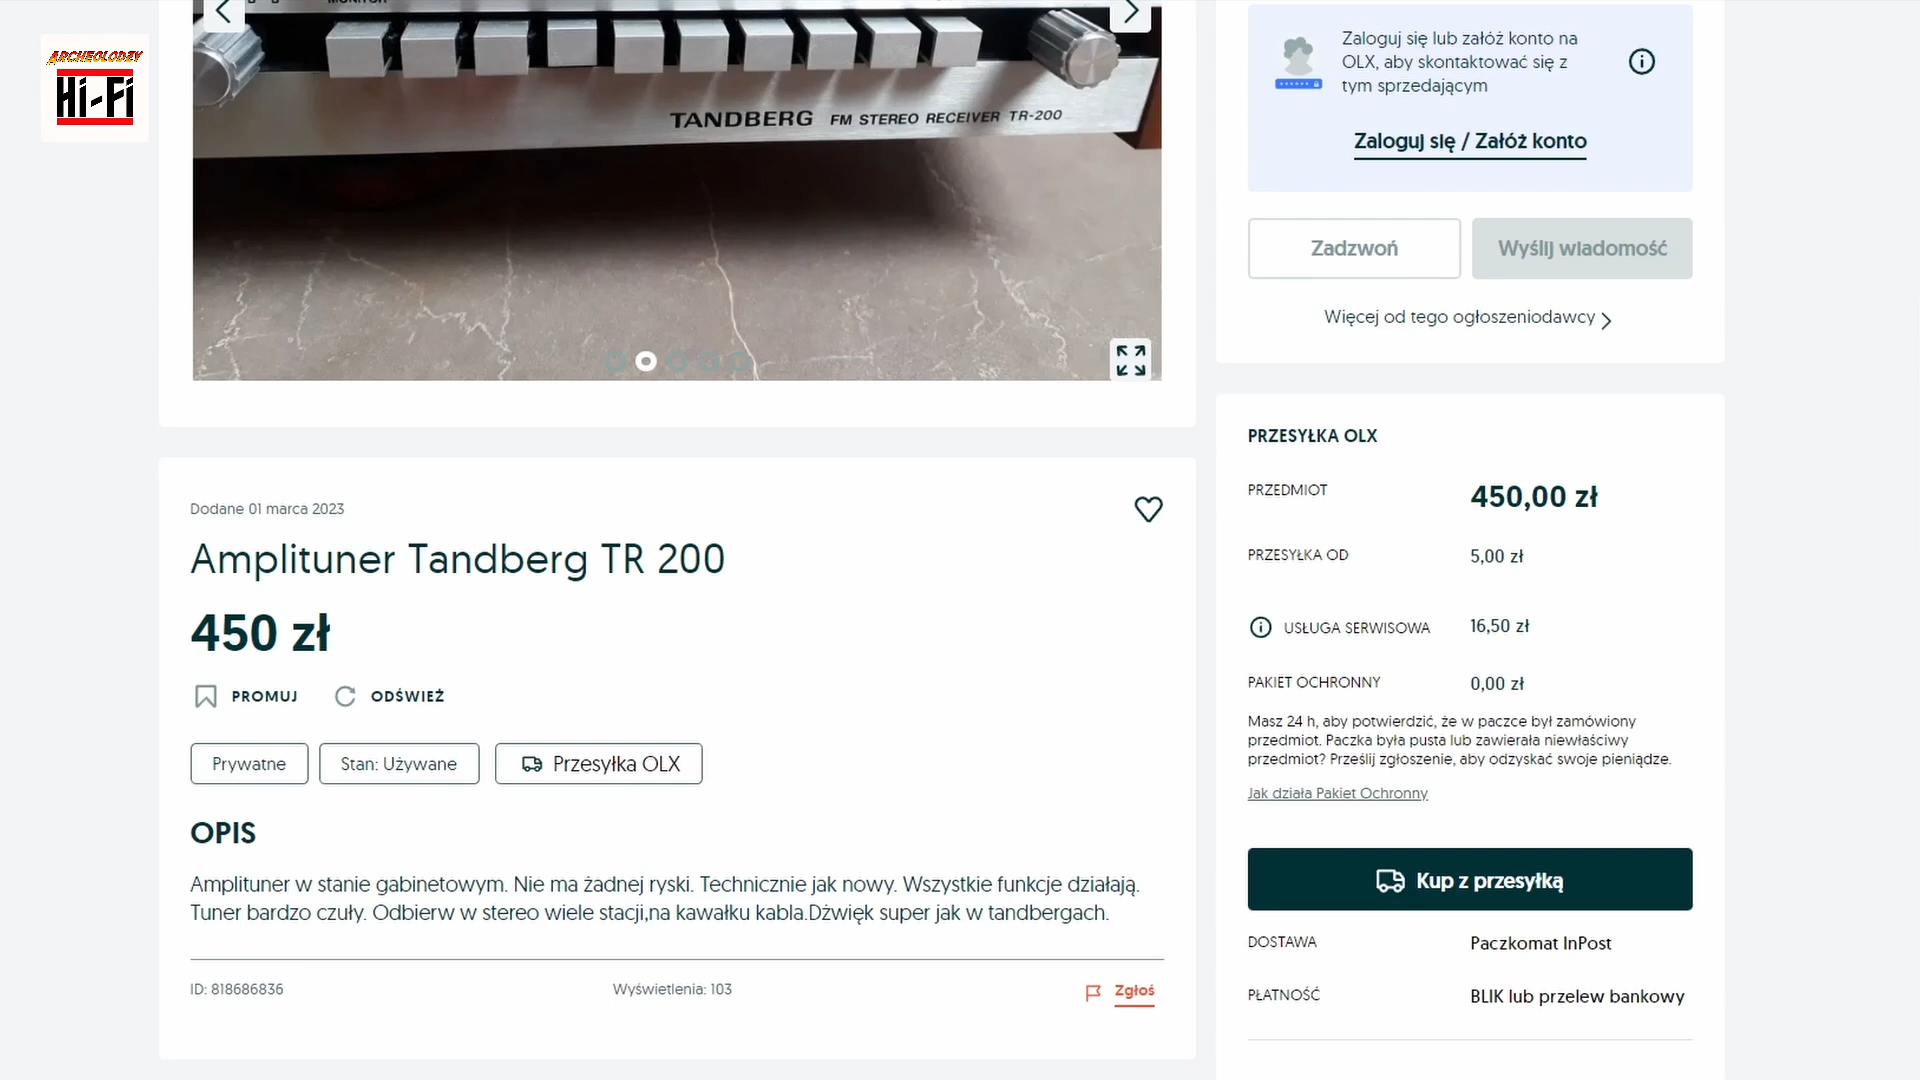 ARCHEOLODZY
Hi-Fi
TANDBERG FM STEREO RECEIVER TR-200
Dodane 01 marca 2023
Amplituner Tandberg TR 200
450 zł
PROMUJ ODŚWIEŻ
Prywatne Stan: Używane Przesyłka OLX
OPIS
Amplituner w stanie gabinetowym. Nie ma żadnej ryski. Technicznie jak nowy. Wszystkie funkcje działają.
Tuner bardzo czuły. Odbierw w stereo wiele stacji,na kawałku kabla.Dżwięk super jak w tandbergach.
ID: 818686836 Wyświetlenia: 103 Zgłoś
Zaloguj się lub załóż konto na
OLX, aby skontaktować się z
tym sprzedającym
Zaloguj się / Załóż konto
Zadzwoń Wyślij wiadomość
Więcej od tego ogłoszeniodawcy
PRZESYŁKA OLX
PRZEDMIOT 450,00 zł
PRZESYŁKA OD 5,00 zł
USŁUGA SERWISOWA 16,50 zł
PAKIET OCHRONNY 0,00 zł
Masz 24 h, aby potwierdzić, że w paczce był zamówiony
przedmiot. Paczka była pusta lub zawierała niewłaściwy
przedmiot? Prześlij zgłoszenie, aby odzyskać swoje pieniądze.
Jak działa Pakiet Ochronny
Kup z przesyłką
DOSTAWA Paczkomat InPost
PŁATNOŚĆ BLIK lub przelew bankowy